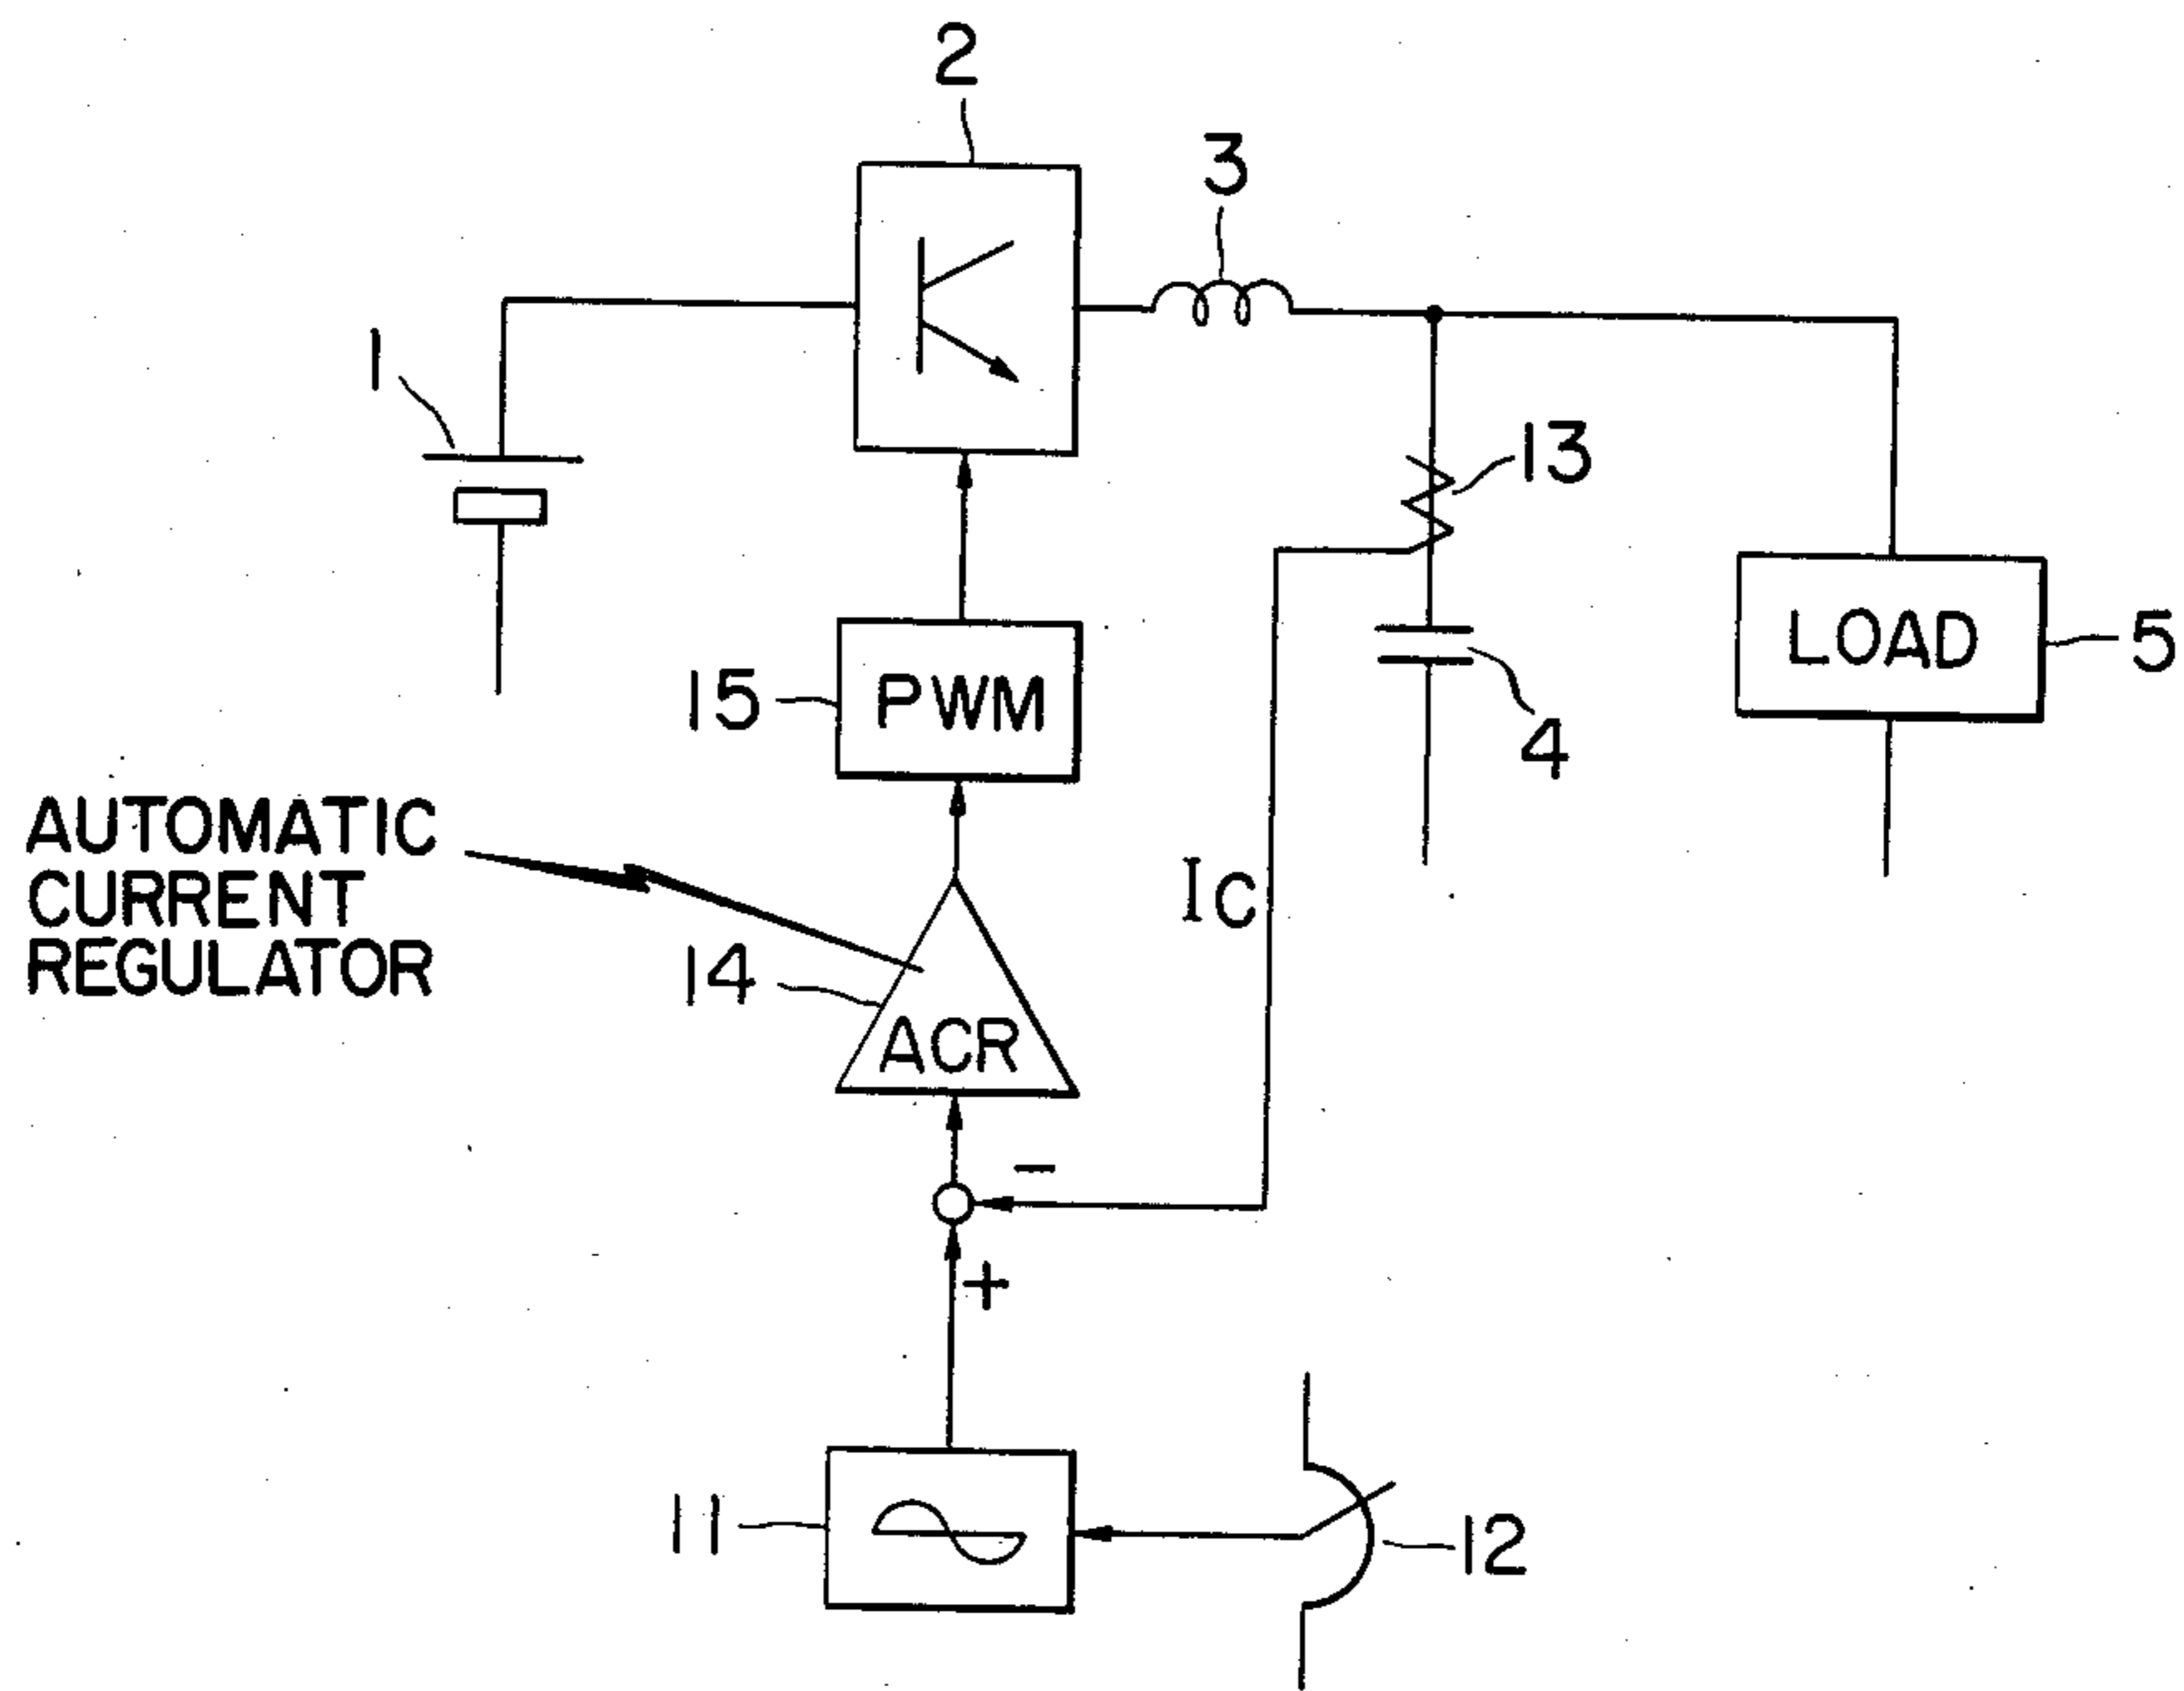 2
3
1
13
LOAD
5
15
PWM
4
AUTOMATIC
CURRENT
REGULATOR
IC
14
ACR
−
+
11
12